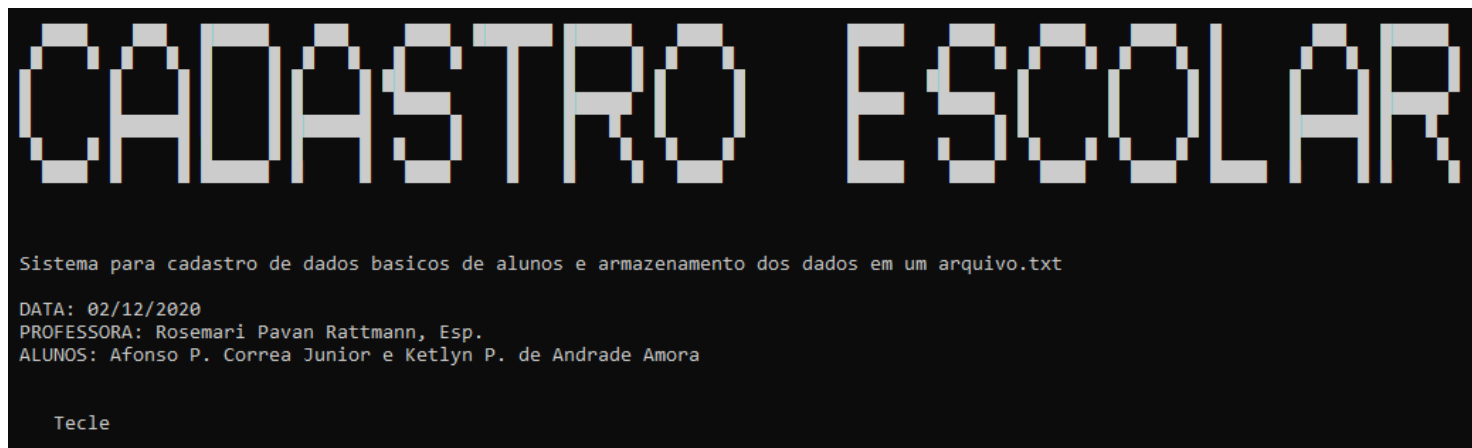 CADASTRO ESCOLAR
Sistema para cadastro de dados basicos de alunos e armazenamento dos dados em um arquivo.txt
DATA: 02/12/2020
PROFESSORA: Rosemari Pavan Rattmann, Esp.
ALUNOS: Afonso P. Correa Junior e Ketlyn P. de Andrade Amora
Tecle